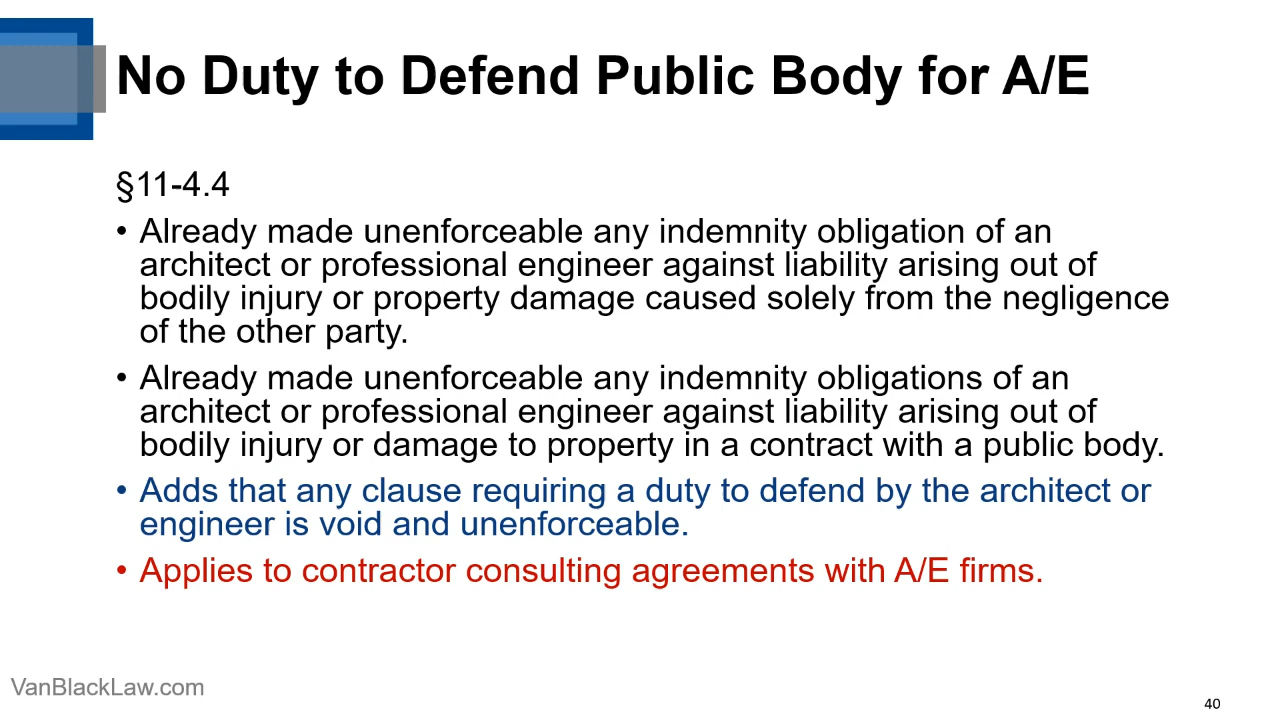 No Duty to Defend Public Body for A/E
§11-4.4
• Already made unenforceable any indemnity obligation of an
architect or professional engineer against liability arising out of
bodily injury or property damage caused solely from the negligence
of the other party.
• Already made unenforceable any indemnity obligations of an
architect or professional engineer against liability arising out of
bodily injury or damage to property in a contract with a public body.
• Adds that any clause requiring a duty to defend by the architect or
engineer is void and unenforceable.
• Applies to contractor consulting agreements with A/E firms.
VanBlackLaw.com
40